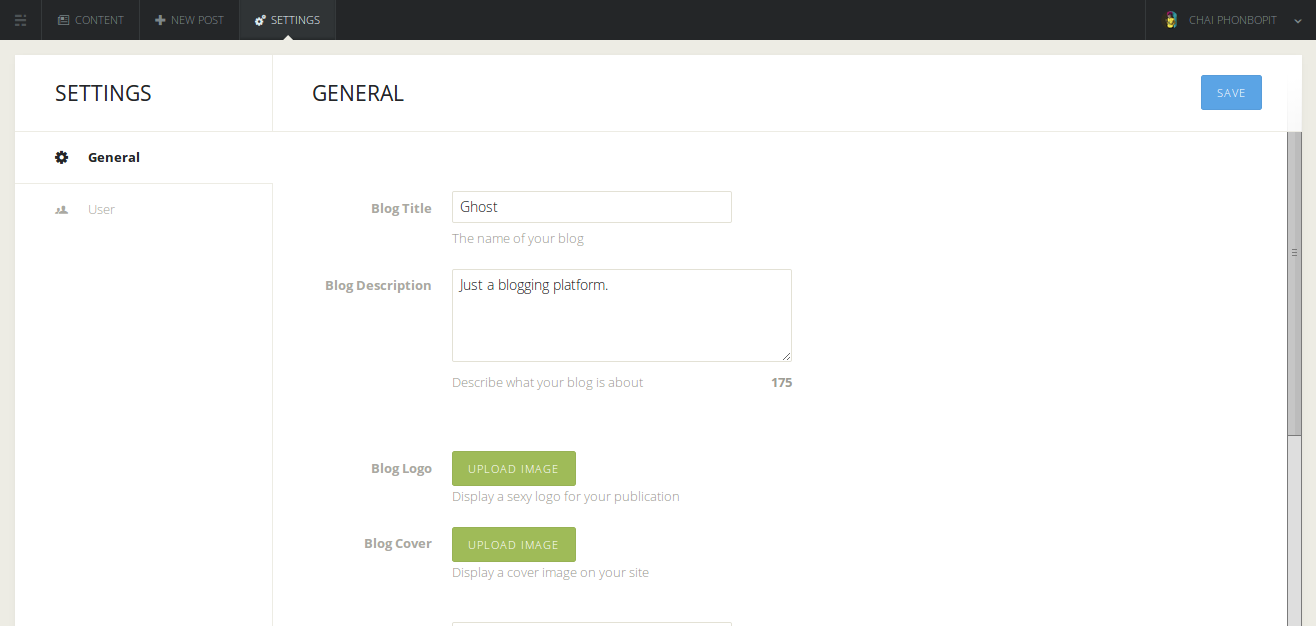 CONTENT
NEW POST
SETTINGS
CHAI PHONBOPIT
SETTINGS
GENERAL
SAVE
General
User
Blog Title
Ghost
The name of your blog
Blog Description
Just a blogging platform.
Describe what your blog is about
175
Blog Logo
UPLOAD IMAGE
Display a sexy logo for your publication
Blog Cover
UPLOAD IMAGE
Display a cover image on your site